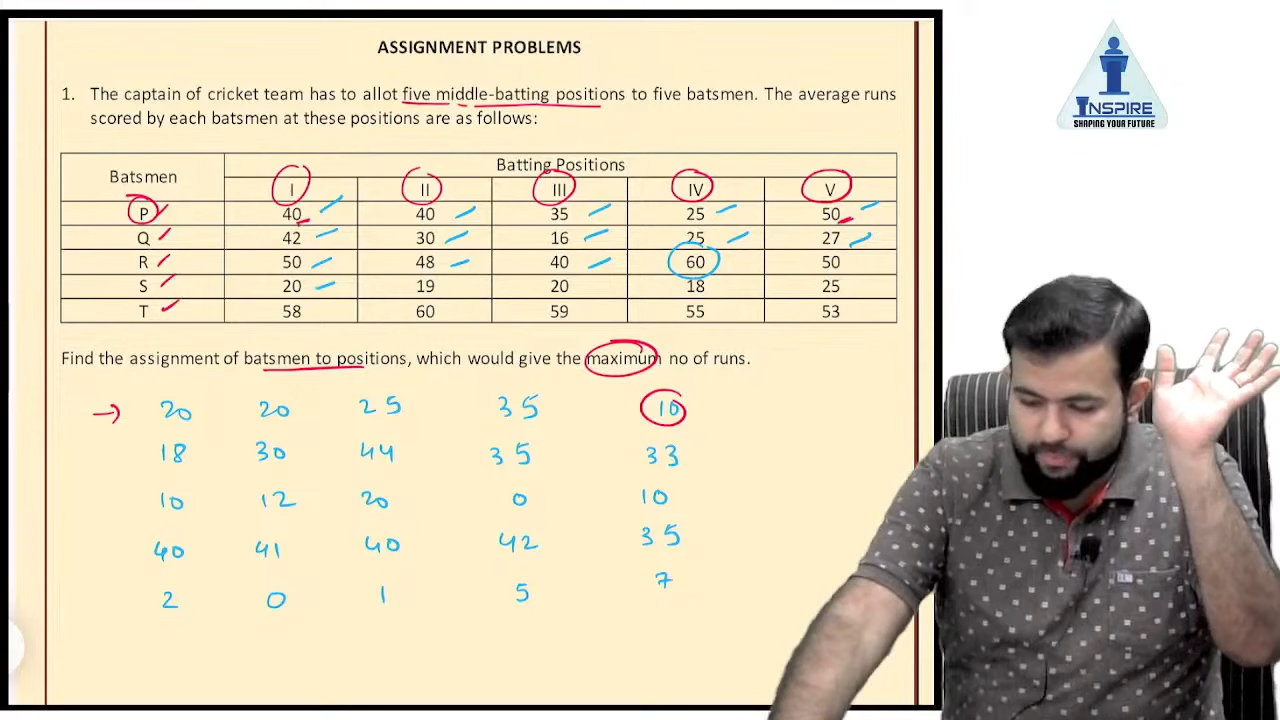 ASSIGNMENT PROBLEMS
1. The captain of cricket team has to allot five middle-batting positions to five batsmen. The average runs
scored by each batsmen at these positions are as follows:
Batsmen Batting Positions
I II III IV V
P 40 40 35 25 50
Q 42 30 16 25 27
R 50 48 40 60 50
S 20 19 20 18 25
T 58 60 59 55 53
Find the assignment of batsmen to positions, which would give the maximum no of runs.
→ 20 20 25 35 10
18 30 44 35 33
10 12 20 0 10
40 41 40 42 35
2 0 1 5 7
INSPIRE
SHAPING YOUR FUTURE